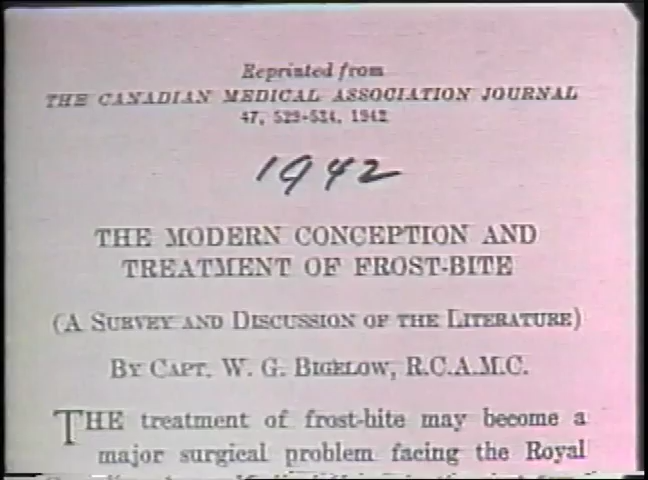 Reprinted from
THE CANADIAN MEDICAL ASSOCIATION JOURNAL
47, 529-534, 1942
1942
THE MODERN CONCEPTION AND
TREATMENT OF FROST-BITE
(A SURVEY AND DISCUSSION OF THE LITERATURE)
BY CAPT. W. G. BIGELOW, R.C.A.M.C.
THE treatment of frost-bite may become a
major surgical problem facing the Royal